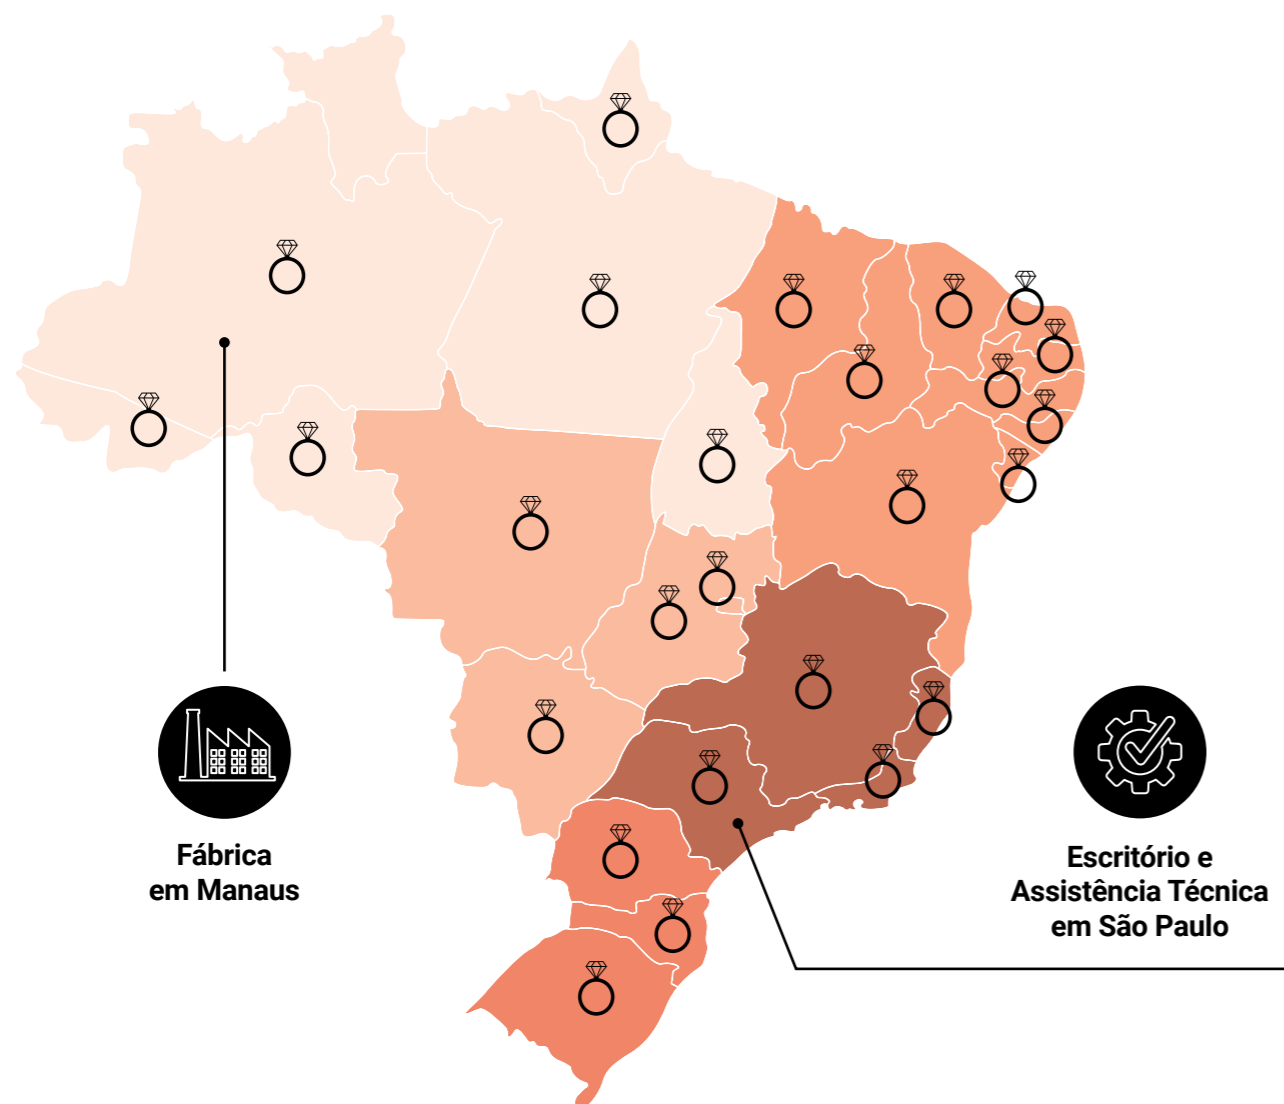 Fábrica
em Manaus
Escritório e
Assistência Técnica
em São Paulo